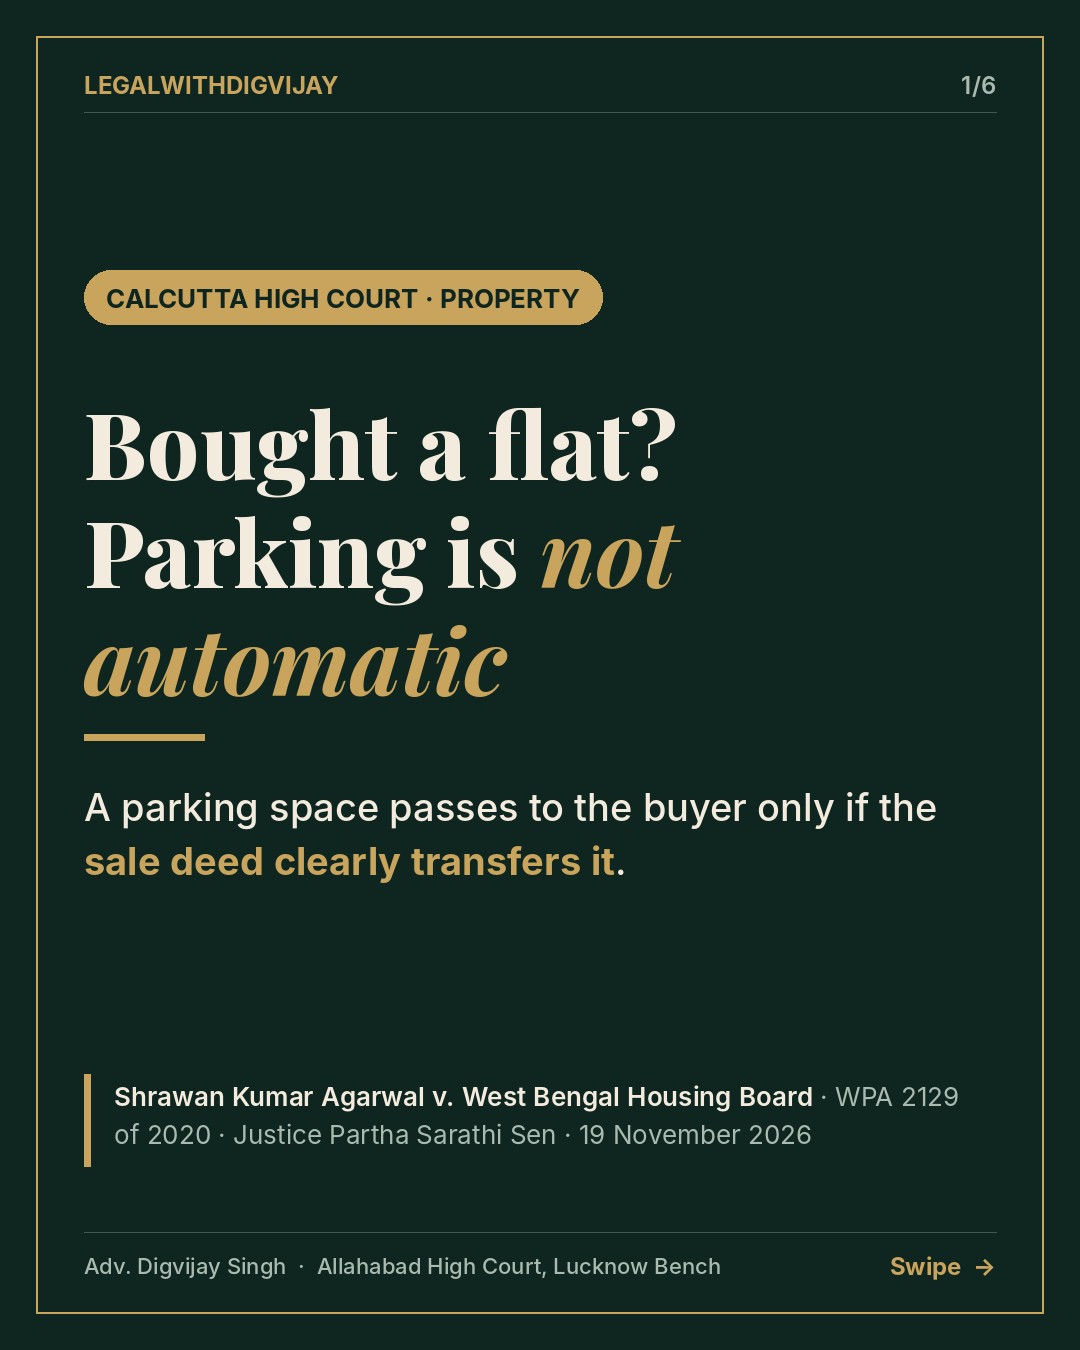 LEGALWITHDIGVIJAY
1/6
CALCUTTA HIGH COURT · PROPERTY
Bought a flat?
Parking is not
automatic
A parking space passes to the buyer only if the
sale deed clearly transfers it.
Shrawan Kumar Agarwal v. West Bengal Housing Board · WPA 2129
of 2020 · Justice Partha Sarathi Sen · 19 November 2026
Adv. Digvijay Singh · Allahabad High Court, Lucknow Bench
Swipe →